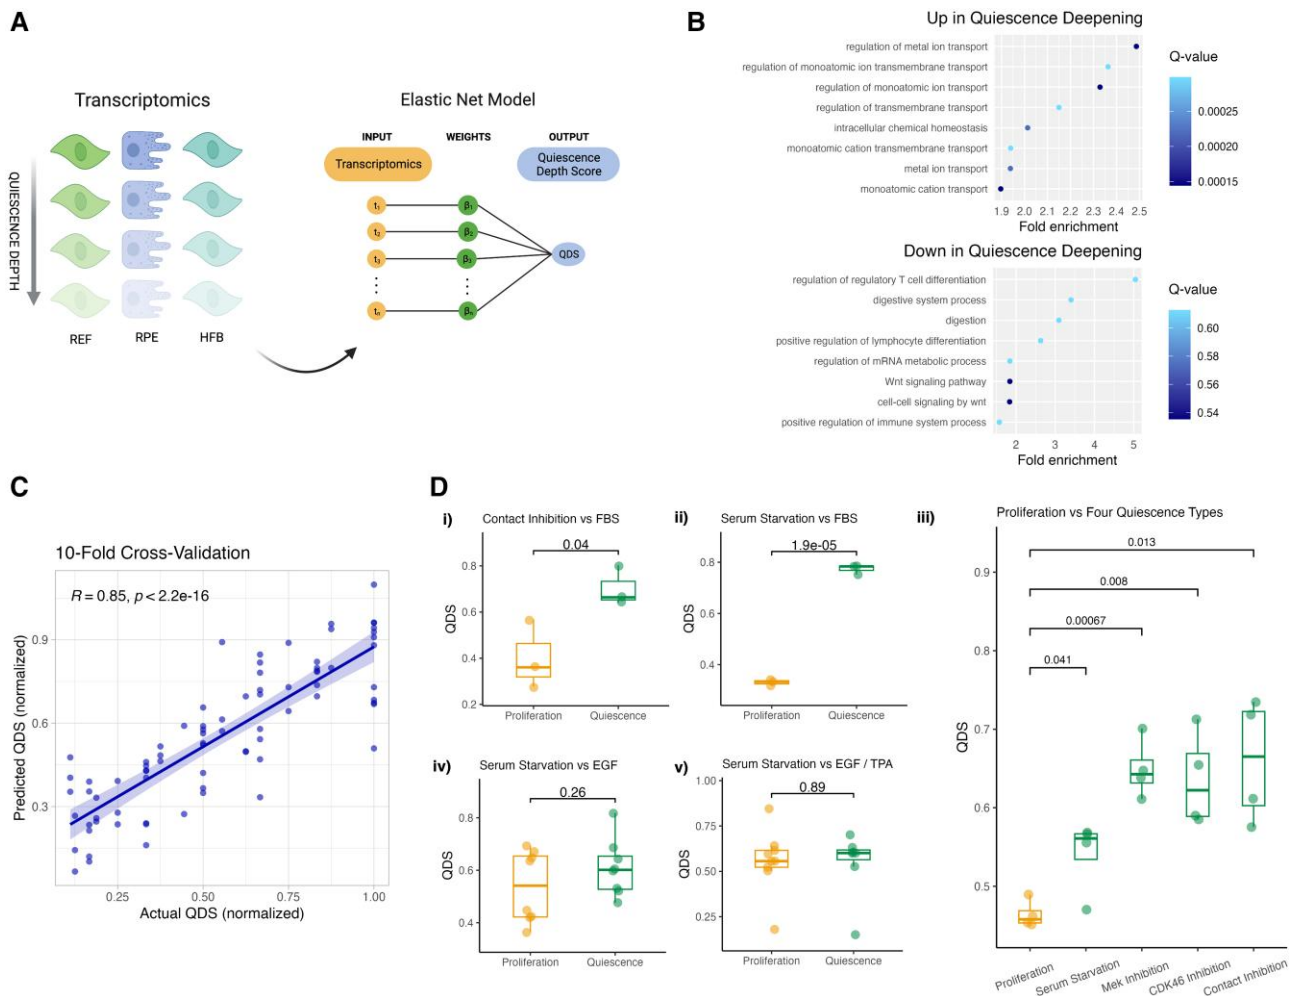 A
Transcriptomics
QUIESCENCE DEPTH
REF
RPE
HFB
Elastic Net Model
INPUT
WEIGHTS
OUTPUT
Transcriptomics
Quiescence
Depth Score
t₁
β₁
t₂
β₂
t₃
β₃
QDS
tₙ
βₙ
B
Up in Quiescence Deepening
regulation of metal ion transport
regulation of monoatomic ion transmembrane transport
regulation of monoatomic ion transport
regulation of transmembrane transport
intracellular chemical homeostasis
monoatomic cation transmembrane transport
metal ion transport
monoatomic cation transport
1.9 2.0 2.1 2.2 2.3 2.4 2.5
Fold enrichment
Q-value
0.00025
0.00020
0.00015
Down in Quiescence Deepening
regulation of regulatory T cell differentiation
digestive system process
digestion
positive regulation of lymphocyte differentiation
regulation of mRNA metabolic process
Wnt signaling pathway
cell-cell signaling by wnt
positive regulation of immune system process
2 3 4 5
Fold enrichment
Q-value
0.60
0.58
0.56
0.54
C
10-Fold Cross-Validation
R = 0.85, p < 2.2e-16
Predicted QDS (normalized)
0.9
0.6
0.3
0.25 0.50 0.75 1.00
Actual QDS (normalized)
D
i)
Contact Inhibition vs FBS
0.04
QDS
0.8
0.6
0.4
0.2
Proliferation Quiescence
ii)
Serum Starvation vs FBS
1.9e-05
QDS
0.8
0.6
0.4
Proliferation Quiescence
iii)
Proliferation vs Four Quiescence Types
0.013
0.008
0.00067
0.041
QDS
0.9
0.8
0.7
0.6
0.5
Proliferation
Serum Starvation
Mek Inhibition
CDK46 Inhibition
Contact Inhibition
iv)
Serum Starvation vs EGF
0.26
QDS
0.8
0.6
0.4
Proliferation Quiescence
v)
Serum Starvation vs EGF / TPA
0.89
QDS
1.00
0.75
0.50
0.25
Proliferation Quiescence